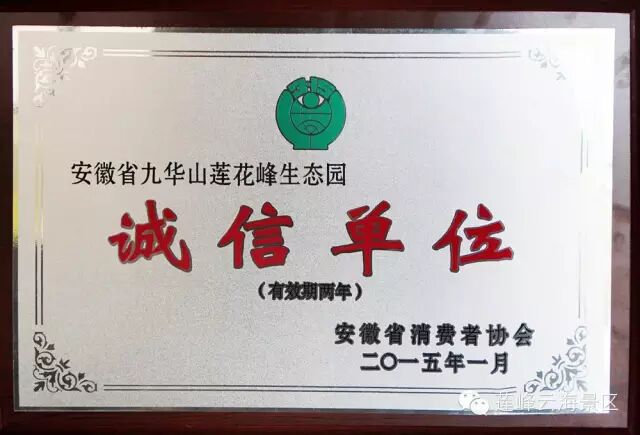 安徽省九华山莲花峰生态园
诚信单位
（有效期两年）
安徽省消费者协会
二〇一五年一月
莲峰云海景区